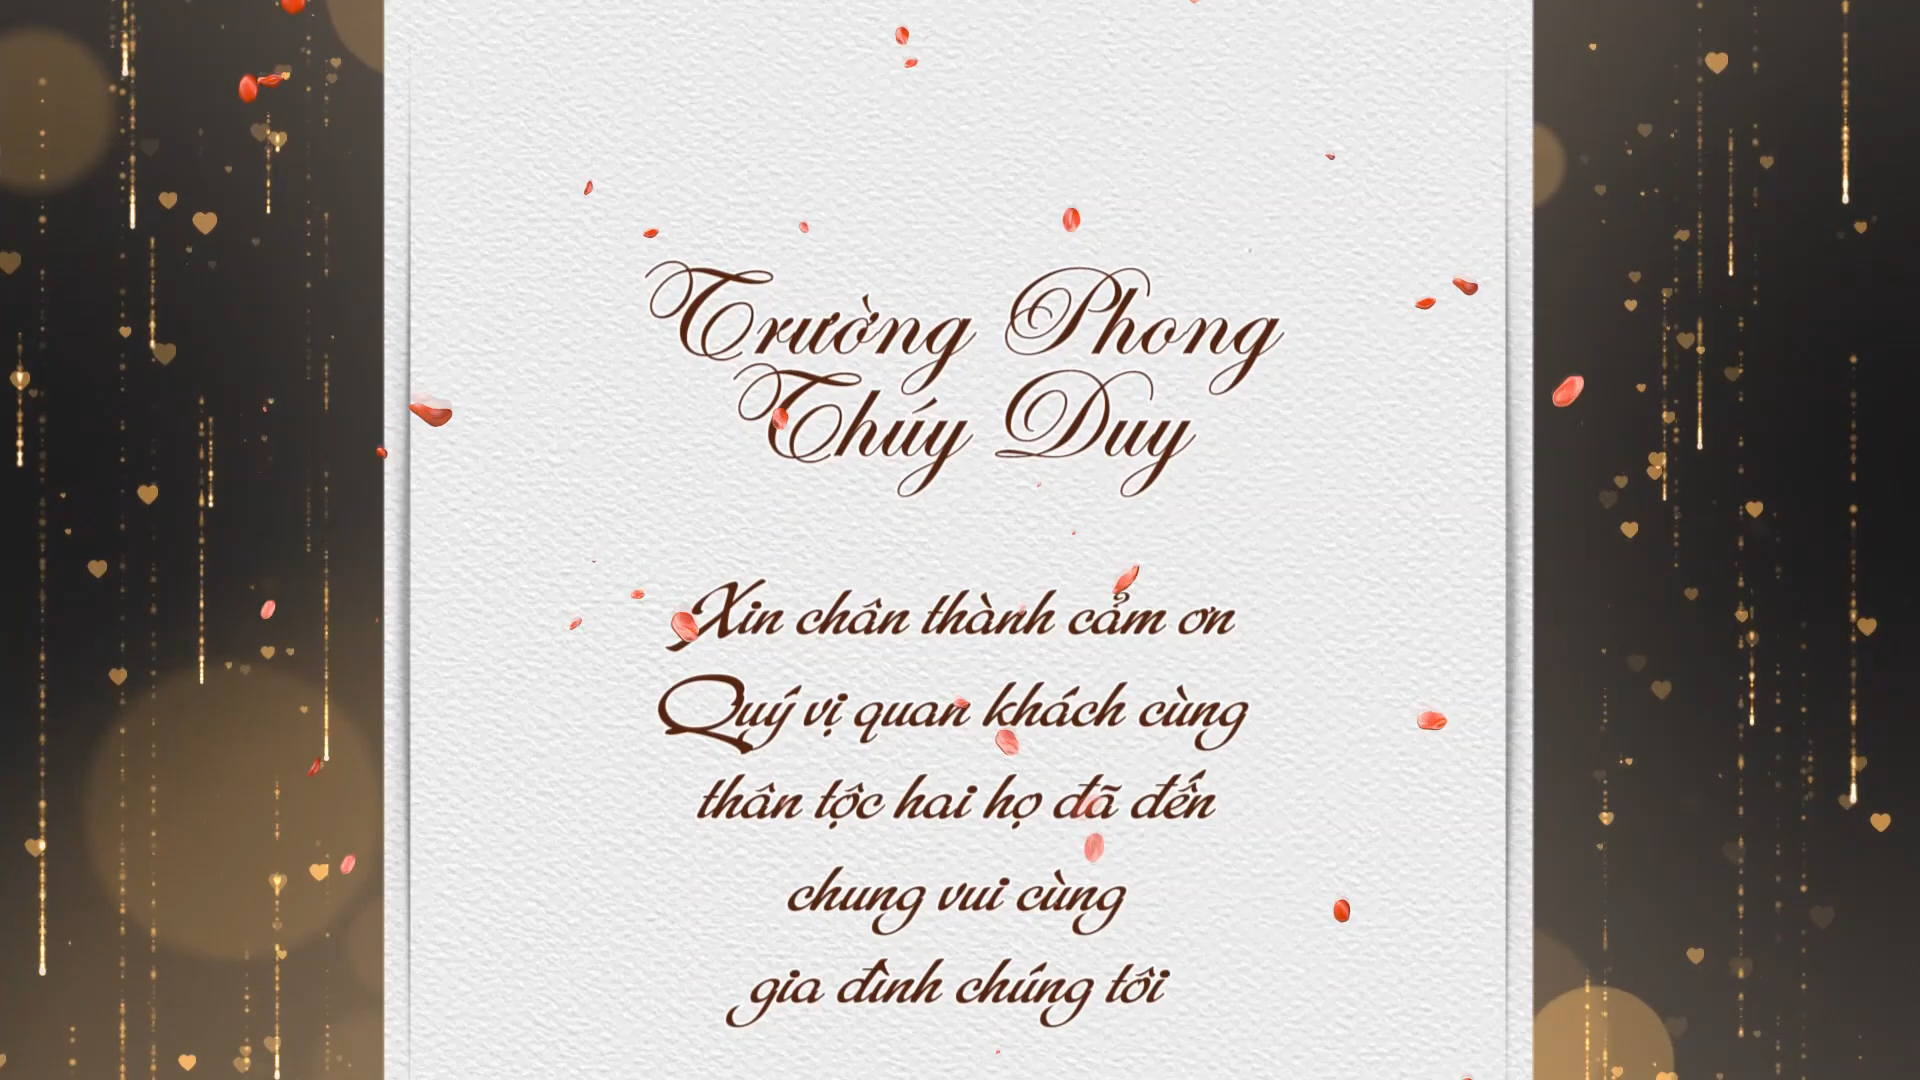 Trường Phong
Thúy Duy
Xin chân thành cảm ơn
Quý vị quan khách cùng
thân tộc hai họ đã đến
chung vui cùng
gia đình chúng tôi